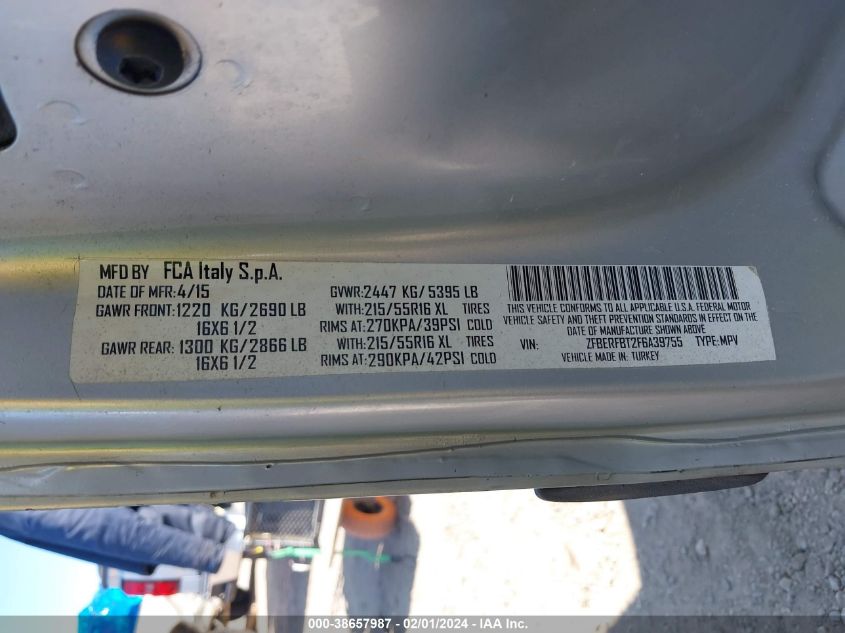 MFD BY FCA Italy S.p.A.
DATE OF MFR:4/15 GVWR:2447 KG/5395 LB
GAWR FRONT:1220 KG/2690 LB WITH:215/55R16 XL TIRES
16X6 1/2 RIMS AT:270KPA/39PSI COLD
GAWR REAR:1300 KG/2866 LB WITH:215/55R16 XL TIRES
16X6 1/2 RIMS AT:290KPA/42PSI COLD
THIS VEHICLE CONFORMS TO ALL APPLICABLE U.S.A. FEDERAL MOTOR
VEHICLE SAFETY AND THEFT PREVENTION STANDARDS IN EFFECT ON THE
DATE OF MANUFACTURE SHOWN ABOVE
VIN: ZFBERFBT2F6A39755 TYPE:MPV
VEHICLE MADE IN: TURKEY
000-38657987 - 02/01/2024 - IAA Inc.